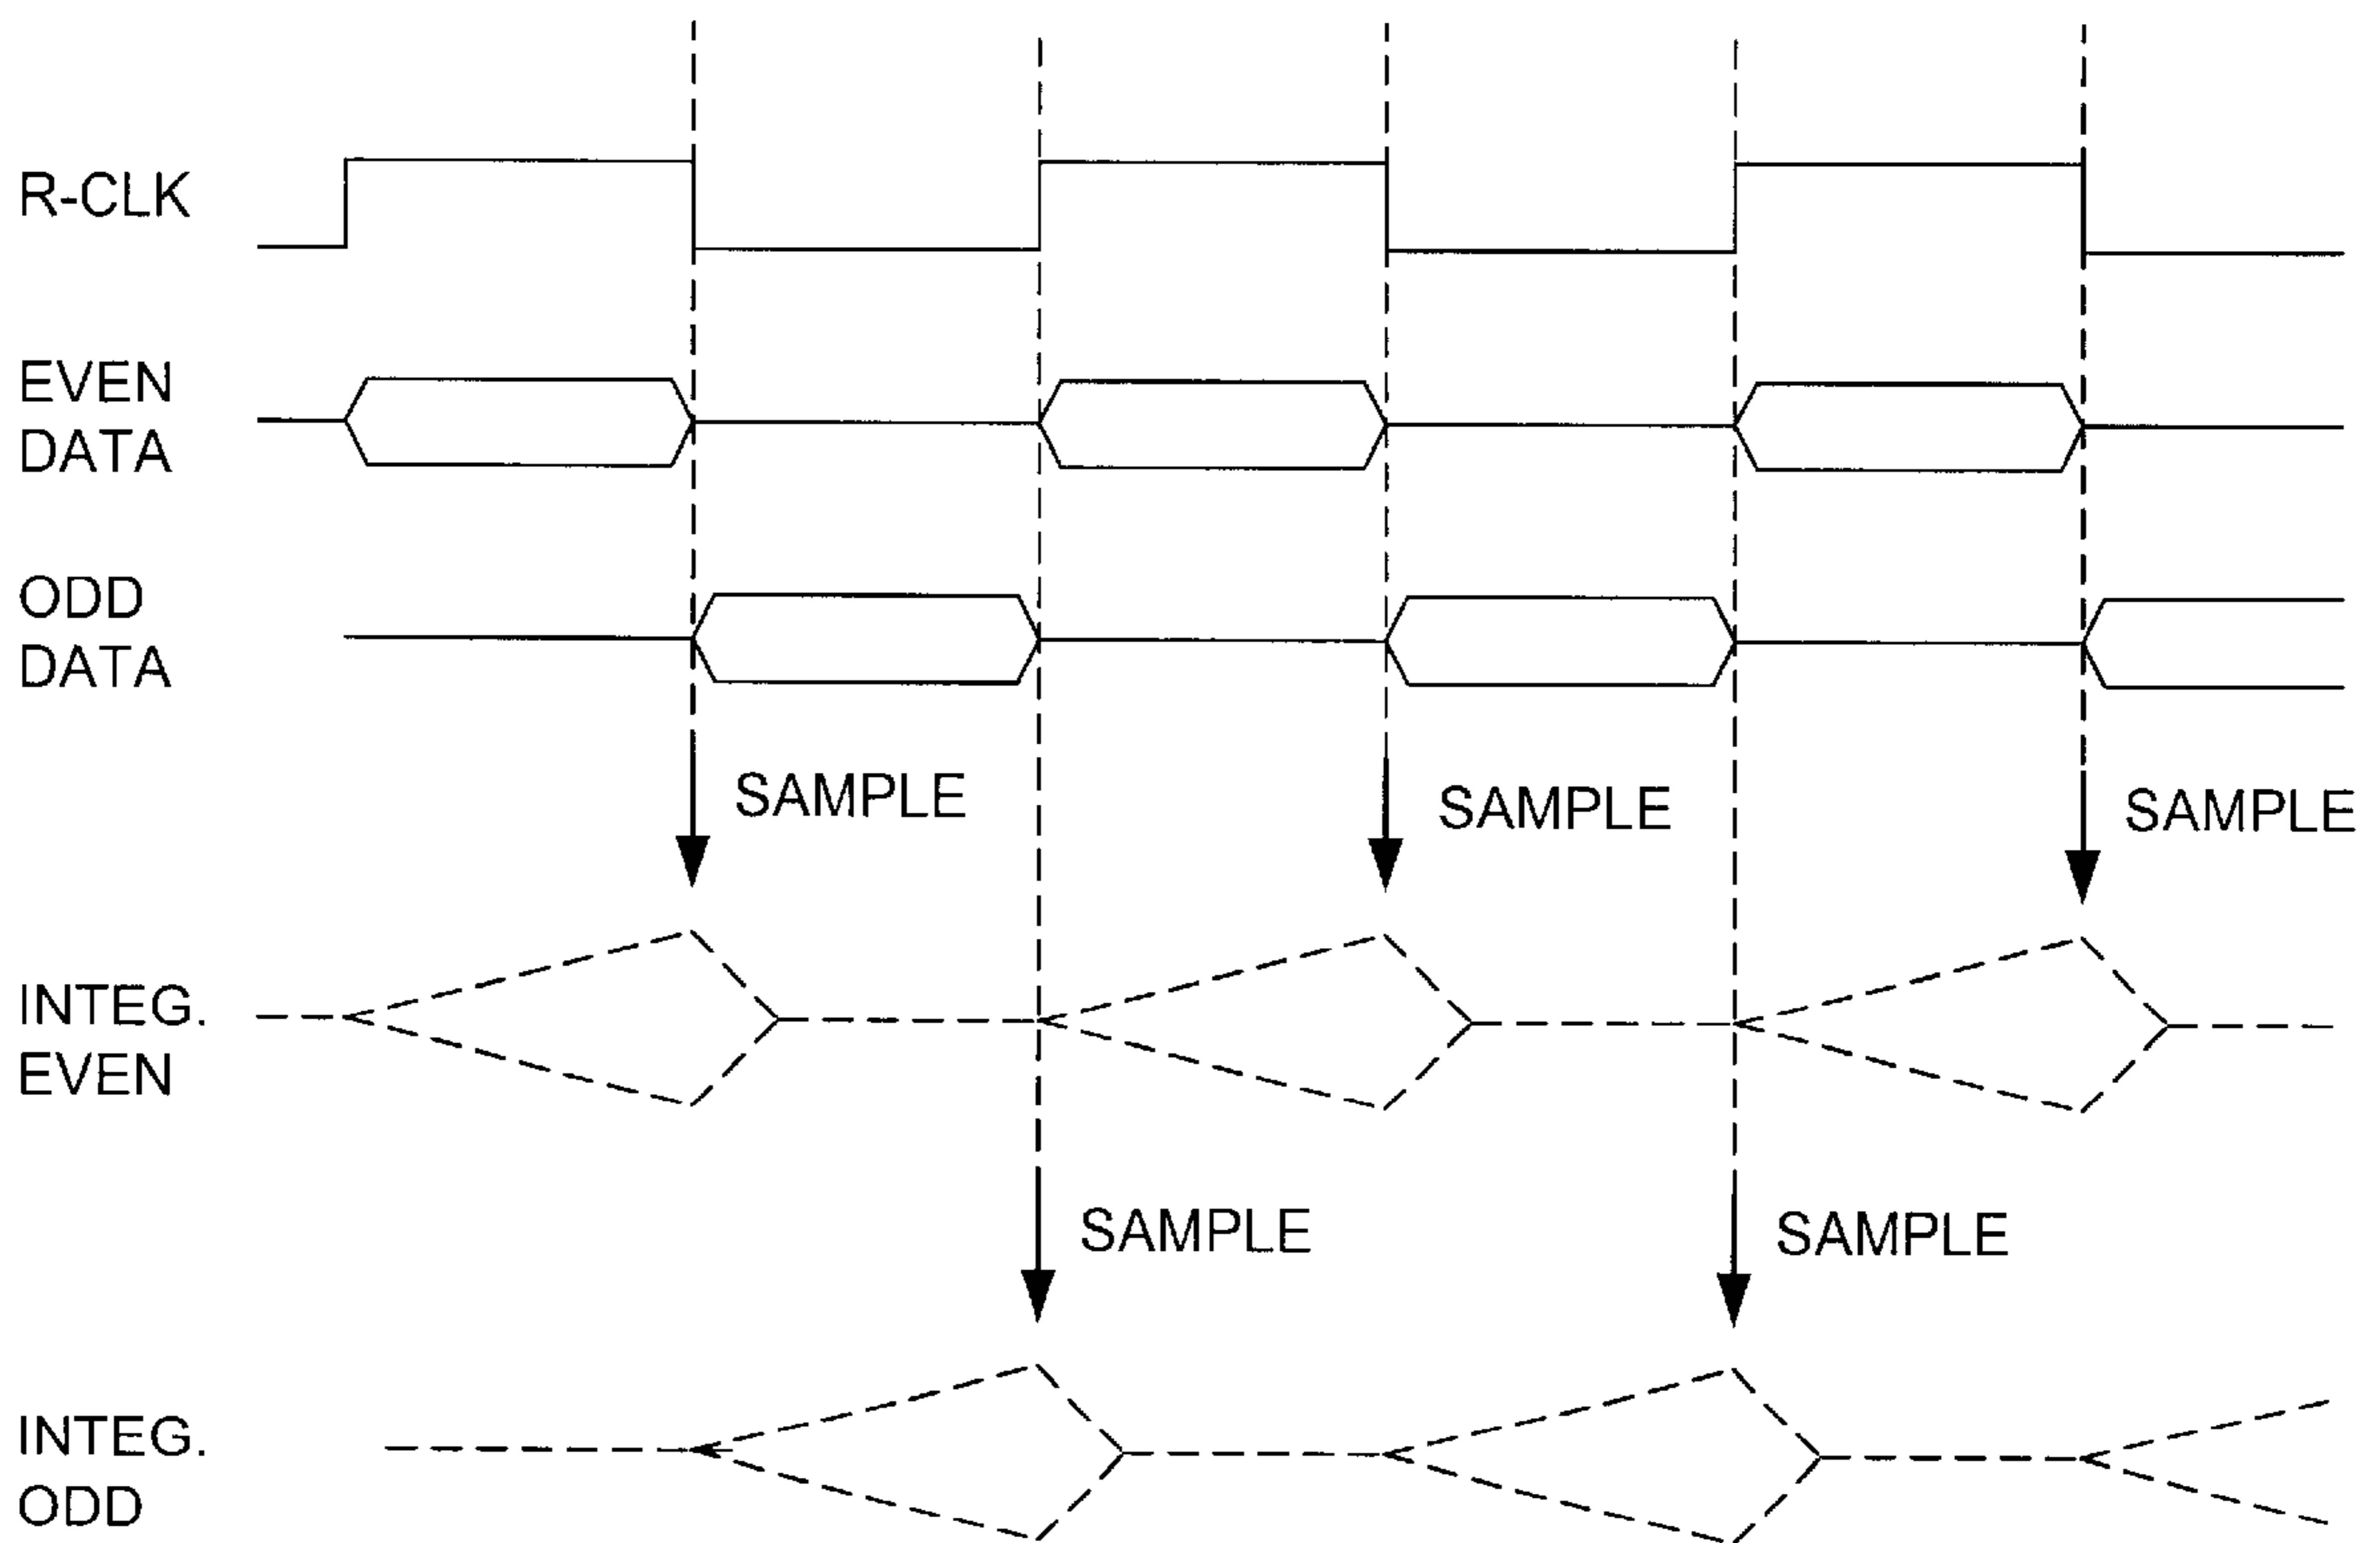 R-CLK
EVEN
DATA
ODD
DATA
SAMPLE
SAMPLE
SAMPLE
INTEG.
EVEN
SAMPLE
SAMPLE
INTEG.
ODD